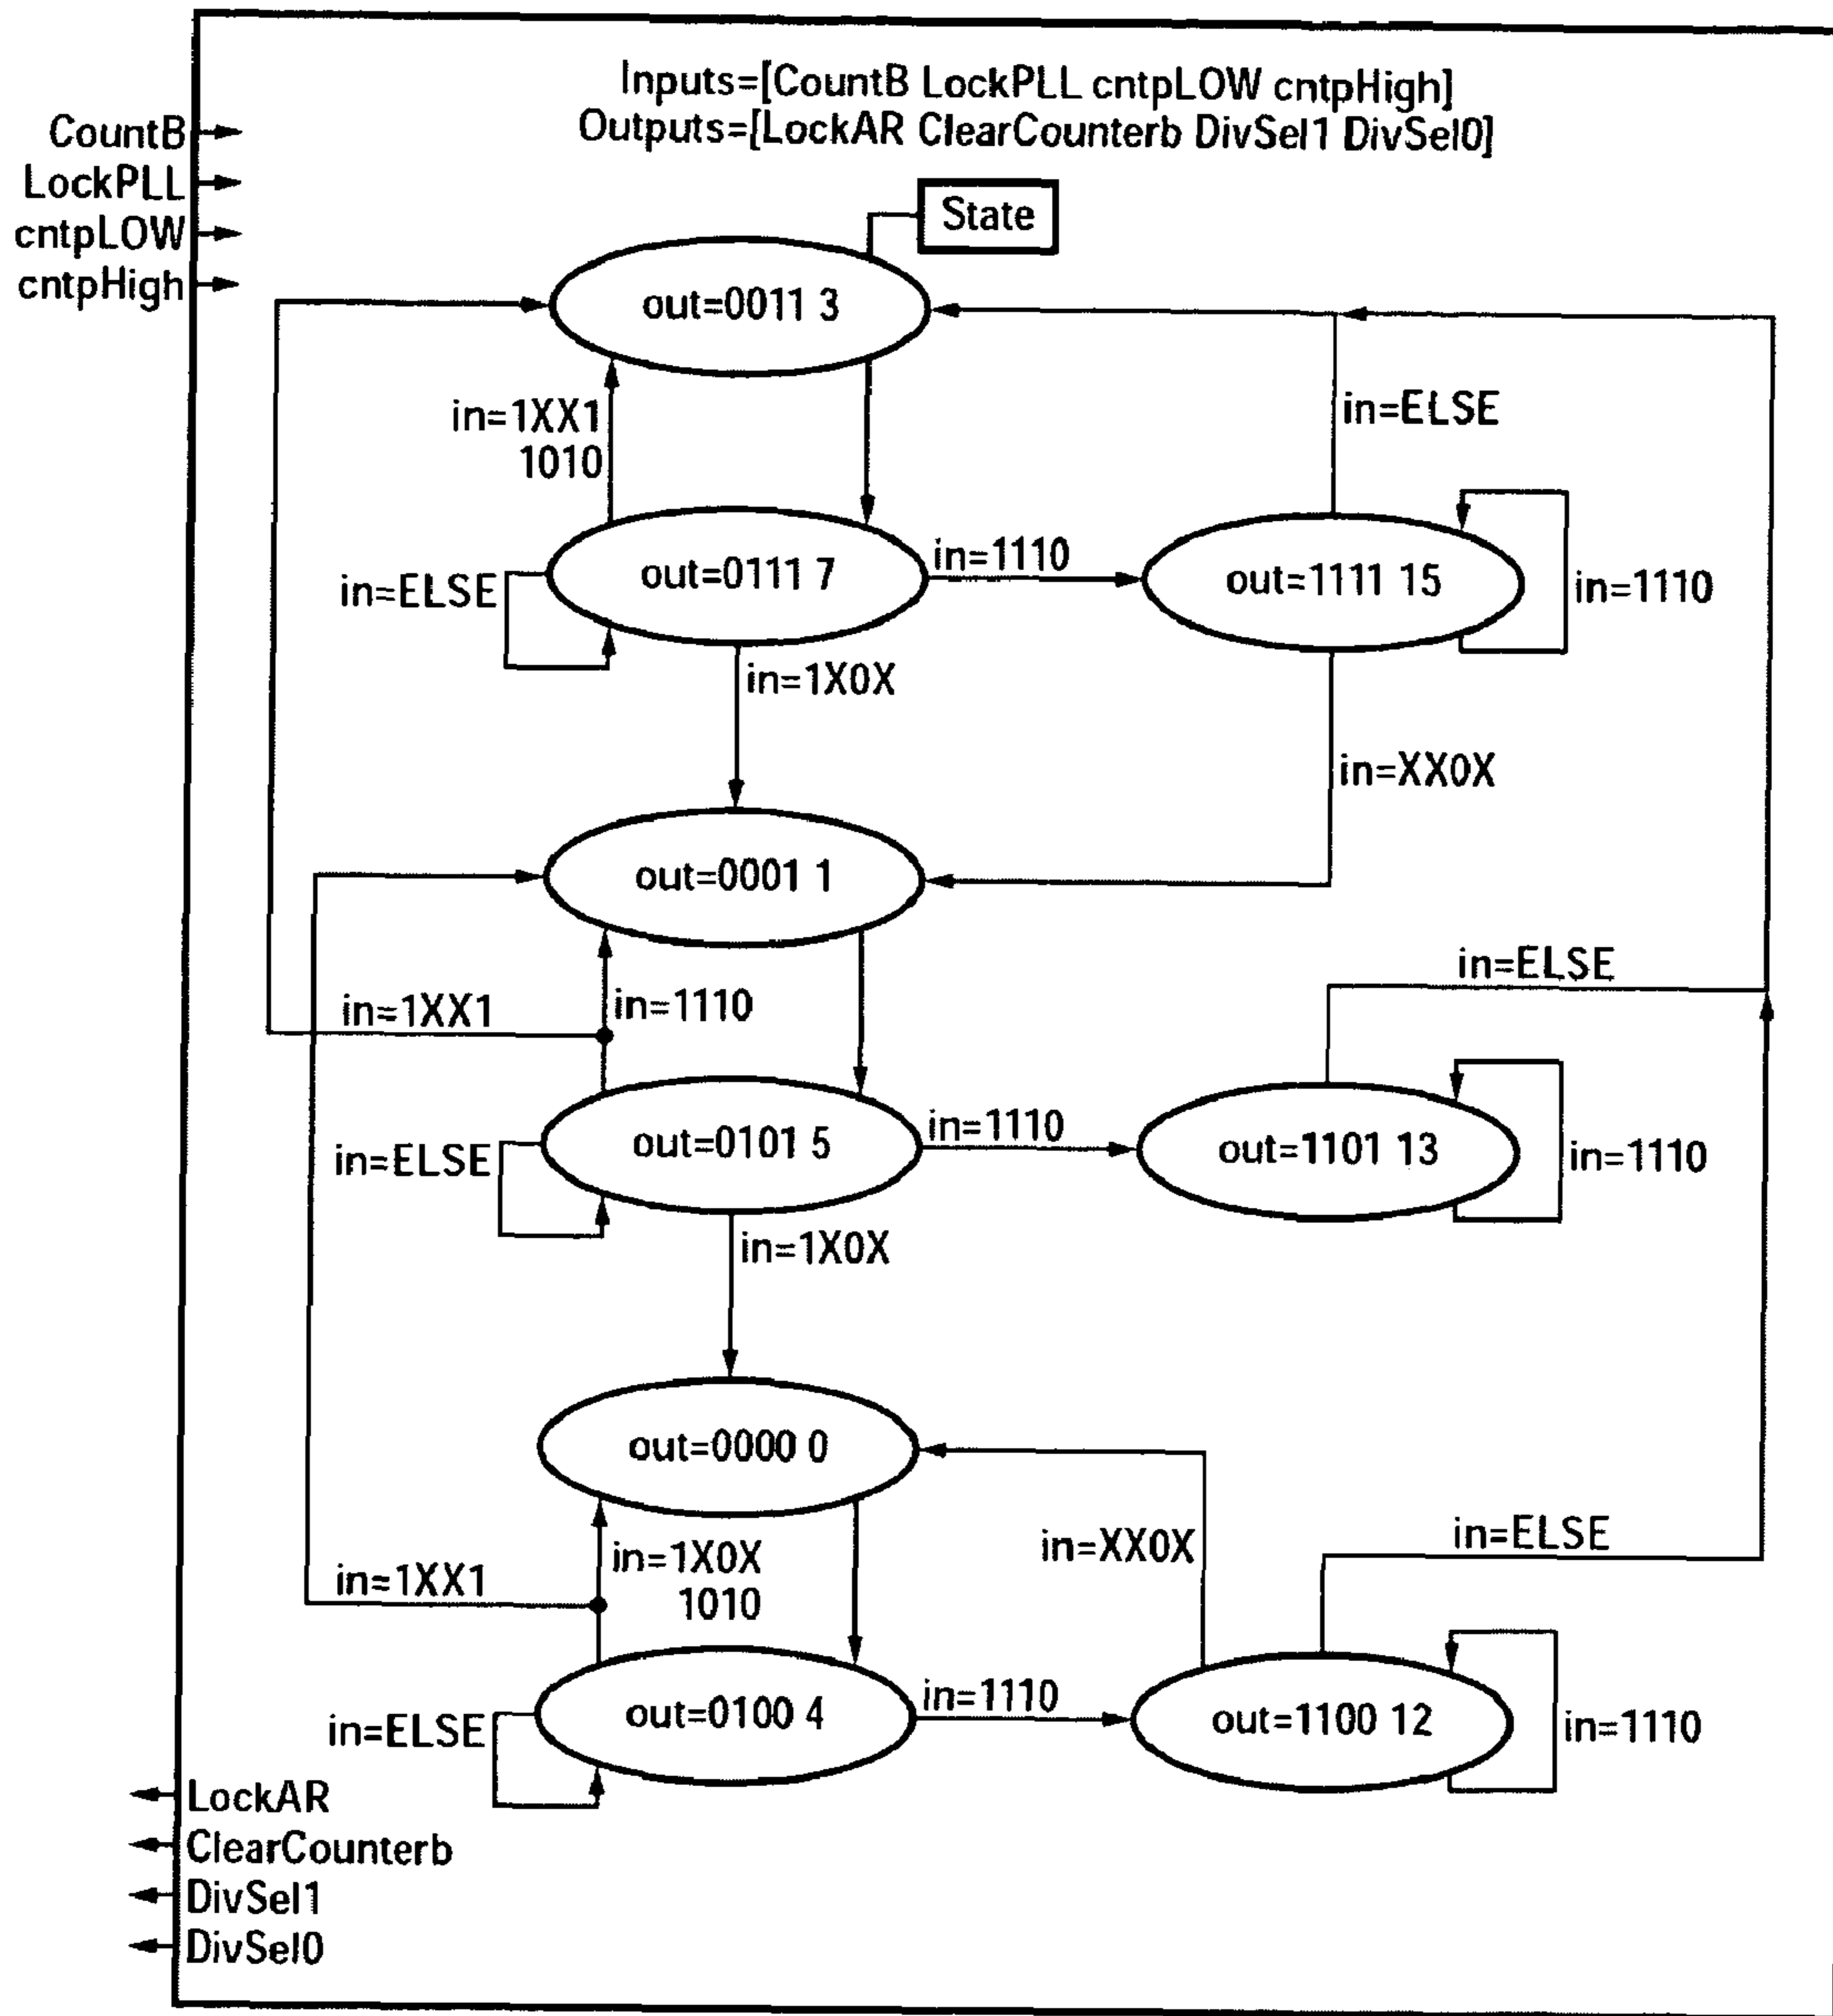 Inputs=[CountB LockPLL cntpLOW cntpHigh]
Outputs=[LockAR ClearCounterb DivSel1 DivSel0]
CountB
LockPLL
cntpLOW
cntpHigh
State
out=0011 3
in=1XX1
1010
in=ELSE
out=0111 7
in=1110
out=1111 15
in=1110
in=ELSE
in=1X0X
in=XX0X
out=0001 1
in=ELSE
in=1XX1
in=1110
in=ELSE
out=0101 5
in=1110
out=1101 13
in=1110
in=1X0X
out=0000 0
in=XX0X
in=ELSE
in=1XX1
in=1X0X
1010
in=ELSE
out=0100 4
in=1110
out=1100 12
in=1110
LockAR
ClearCounterb
DivSel1
DivSel0